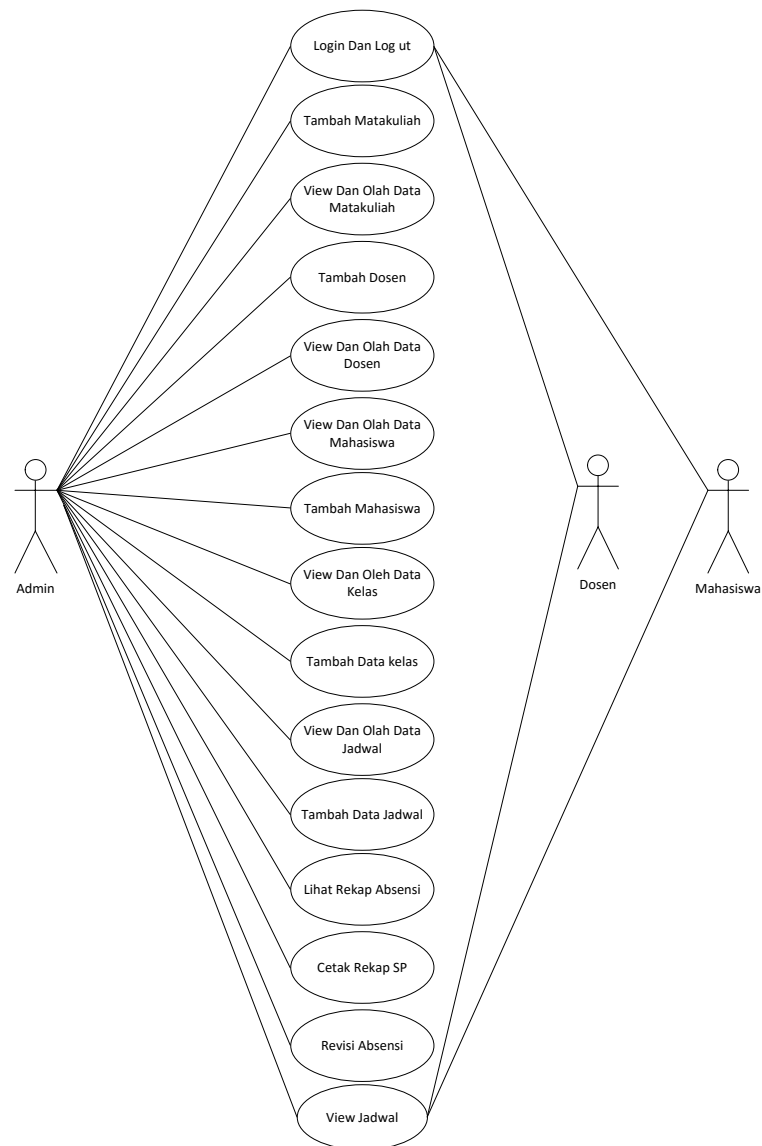 Login Dan Log ut
Tambah Matakuliah
View Dan Olah Data
Matakuliah
Tambah Dosen
View Dan Olah Data
Dosen
View Dan Olah Data
Mahasiswa
Tambah Mahasiswa
View Dan Oleh Data
Kelas
Tambah Data kelas
View Dan Olah Data
Jadwal
Tambah Data Jadwal
Lihat Rekap Absensi
Cetak Rekap SP
Revisi Absensi
View Jadwal
Admin
Dosen
Mahasiswa